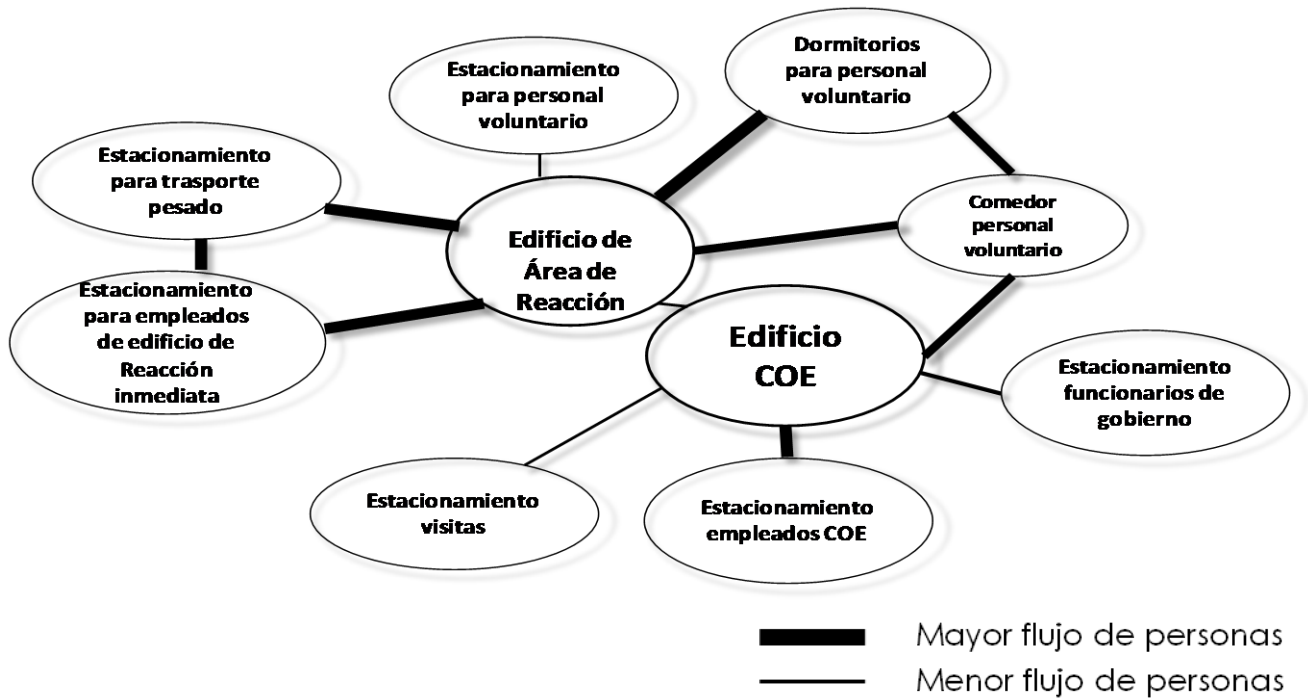 Dormitorios
para personal
voluntario
Estacionamiento
para personal
voluntario
Estacionamiento
para trasporte
pesado
Comedor
personal
voluntario
Edificio de
Área de
Reacción
Estacionamiento
para empleados
de edificio de
Reacción
inmediata
Edificio
COE
Estacionamiento
funcionarios de
gobierno
Estacionamiento
visitas
Estacionamiento
empleados COE
Mayor flujo de personas
Menor flujo de personas